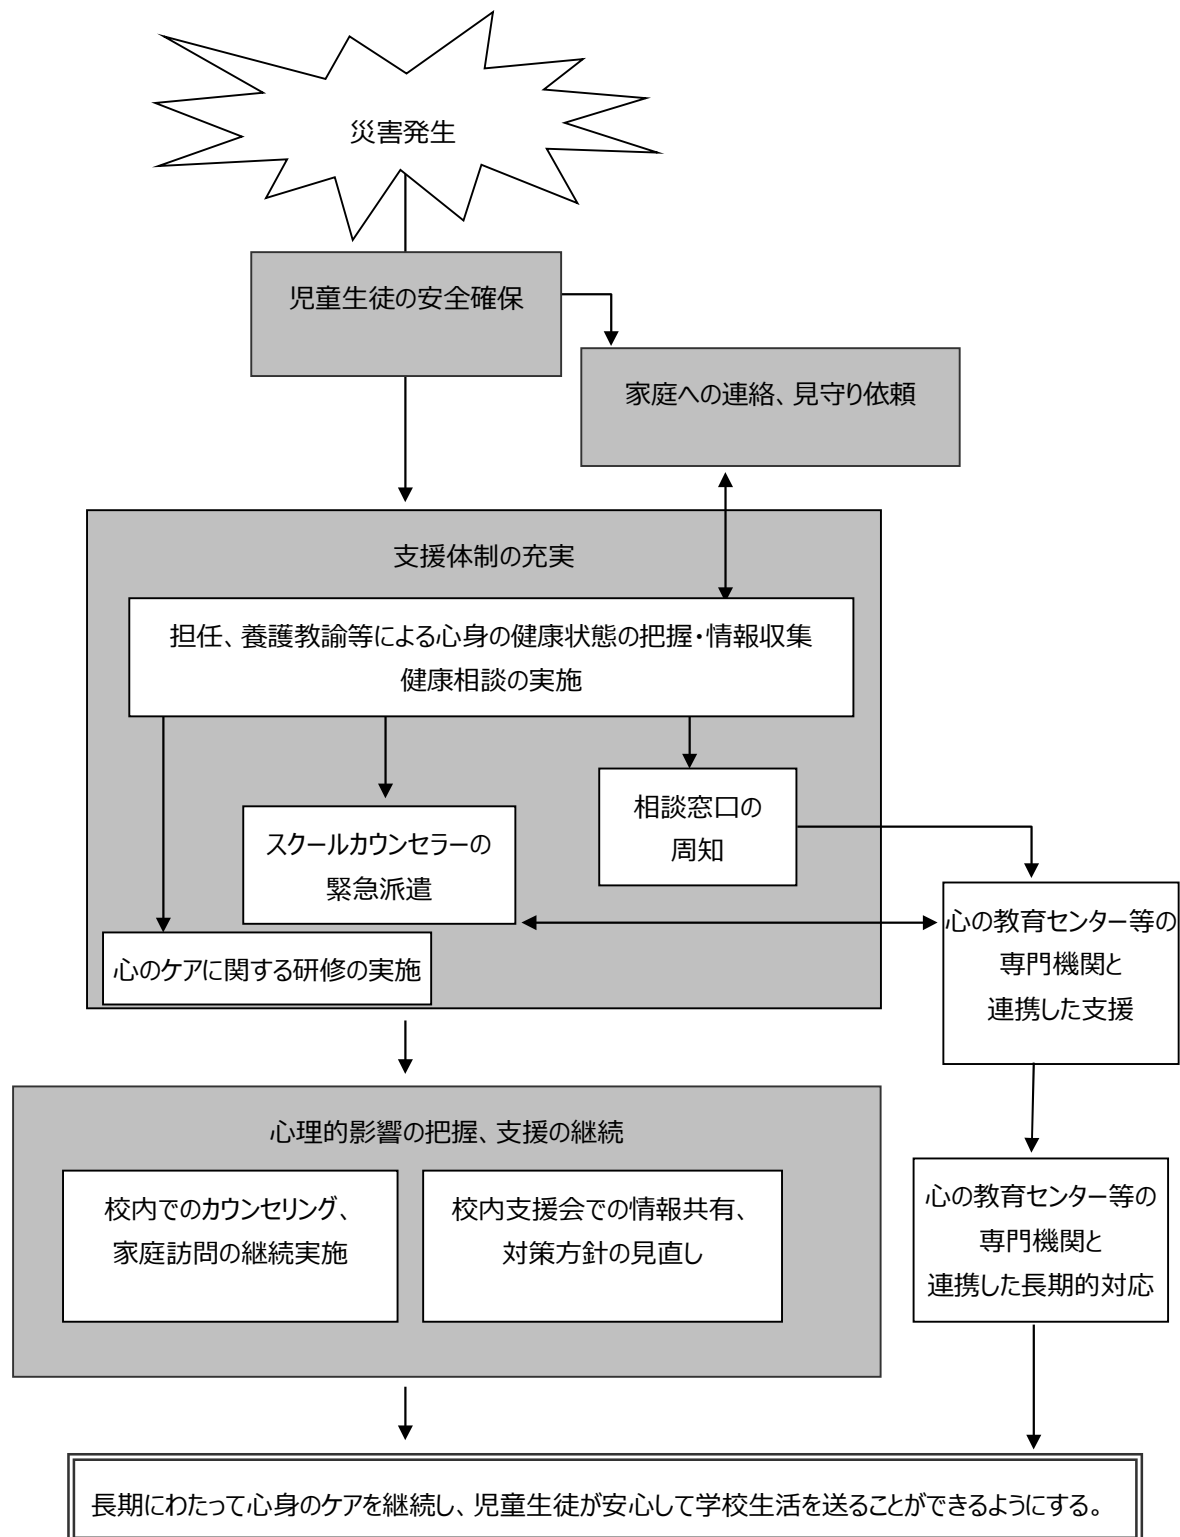 災害発生
児童生徒の安全確保
家庭への連絡、見守り依頼
支援体制の充実
担任、養護教諭等による心身の健康状態の把握・情報収集
健康相談の実施
相談窓口の
周知
スクールカウンセラーの
緊急派遣
心のケアに関する研修の実施
心の教育センター等の
専門機関と
連携した支援
心理的影響の把握、支援の継続
校内でのカウンセリング、
家庭訪問の継続実施
校内支援会での情報共有、
対策方針の見直し
心の教育センター等の
専門機関と
連携した長期的対応
長期にわたって心身のケアを継続し、児童生徒が安心して学校生活を送ることができるようにする。